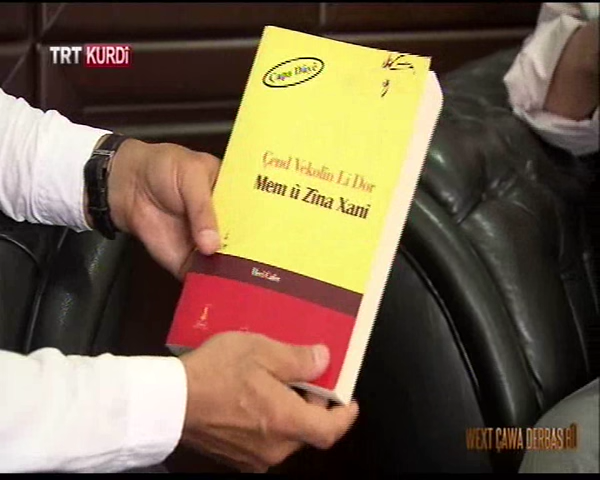 TRT KURDÎ
Çapa Duyê
Çend Vekolîn Li Dor
Mem û Zîna Xanî
WEXT ÇAWA DERBAS BÛ